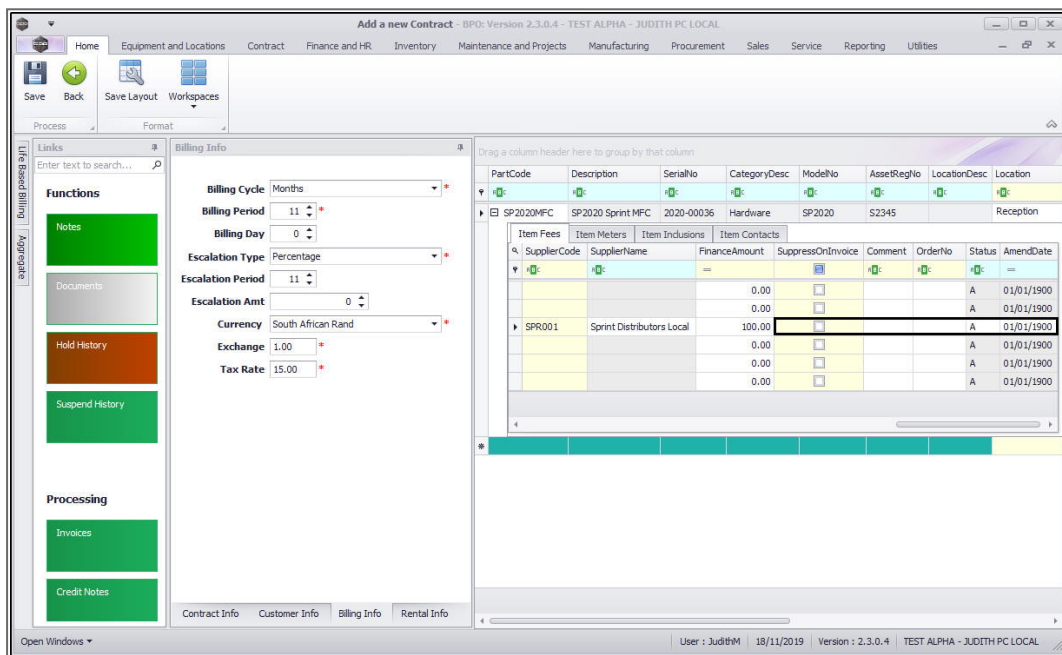 Add a new Contract - BPO: Version 2.3.0.4 - TEST ALPHA - JUDITH PC LOCAL
Home Equipment and Locations Contract Finance and HR Inventory Maintenance and Projects Manufacturing Procurement Sales Service Reporting Utilities
Save Back Save Layout Workspaces
Process Format
Life Based Billing
Aggregate
Links
Enter text to search...
Functions
Notes
Documents
Hold History
Suspend History
Processing
Invoices
Credit Notes
Billing Info
Billing Cycle Months *
Billing Period 11 *
Billing Day 0
Escalation Type Percentage *
Escalation Period 11
Escalation Amt 0
Currency South African Rand *
Exchange 1.00 *
Tax Rate 15.00 *
Contract Info Customer Info Billing Info Rental Info
Drag a column header here to group by that column
PartCode Description SerialNo CategoryDesc ModelNo AssetRegNo LocationDesc Location
SP2020MFC SP2020 Sprint MFC 2020-00036 Hardware SP2020 S2345 Reception
Item Fees Item Meters Item Inclusions Item Contacts
SupplierCode SupplierName FinanceAmount SuppressOnInvoice Comment OrderNo Status AmendDate
=  =
0.00 A 01/01/1900
0.00 A 01/01/1900
SPR001 Sprint Distributors Local 100.00 A 01/01/1900
0.00 A 01/01/1900
0.00 A 01/01/1900
0.00 A 01/01/1900
Open Windows User : JudithM 18/11/2019 Version : 2.3.0.4 TEST ALPHA - JUDITH PC LOCAL